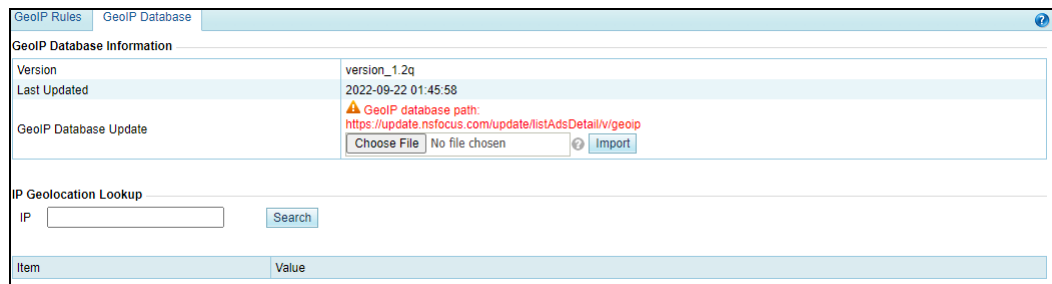 GeoIP Rules GeoIP Database
GeoIP Database Information
Version version_1.2q
Last Updated 2022-09-22 01:45:58
GeoIP Database Update GeoIP database path:
https://update.nsfocus.com/update/listAdsDetail/v/geoip
Choose File No file chosen ? Import
IP Geolocation Lookup
IP Search
Item Value